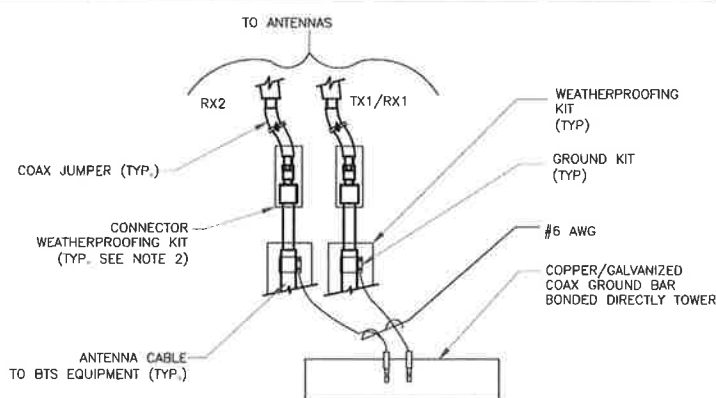 TO ANTENNAS
RX2
TX1/RX1
WEATHERPROOFING
KIT
(TYP)
COAX JUMPER (TYP.)
GROUND KIT
(TYP)
CONNECTOR
WEATHERPROOFING KIT
(TYP. SEE NOTE 2)
#6 AWG
COPPER/GALVANIZED
COAX GROUND BAR
BONDED DIRECTLY TOWER
ANTENNA CABLE
TO BTS EQUIPMENT (TYP.)